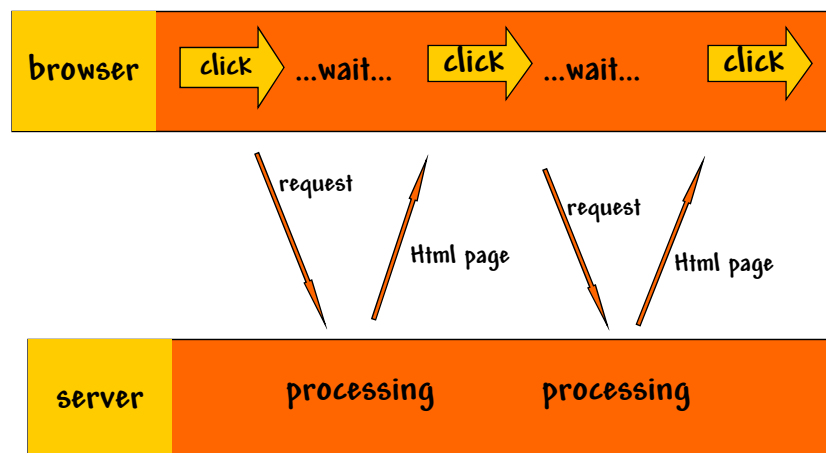 browser
click
...wait...
click
...wait...
click
request
Html page
request
Html page
server
processing
processing